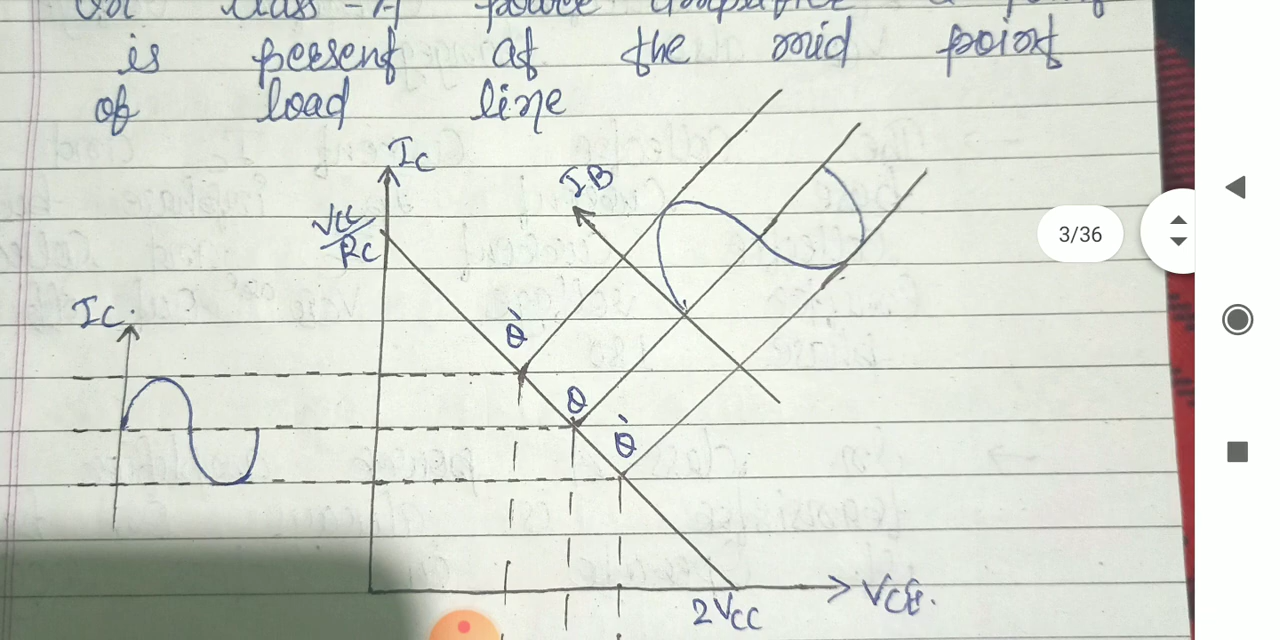 is present at the mid point
of load line
IC
IB
VCC/RC
3/36
IC
Q'
Q
Q'
2VCC
VCE.